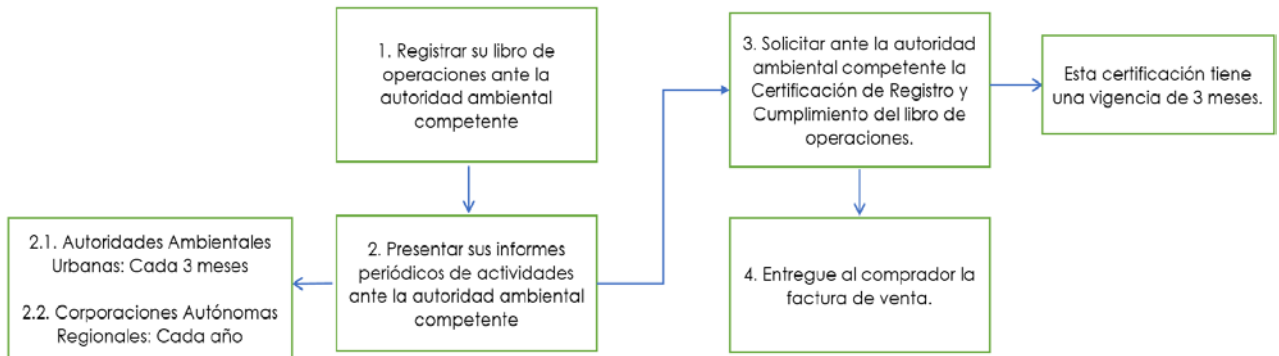 1. Registrar su libro de
operaciones ante la
autoridad ambiental
competente
2.1. Autoridades Ambientales
Urbanas: Cada 3 meses
2.2. Corporaciones Autónomas
Regionales: Cada año
2. Presentar sus informes
periódicos de actividades
ante la autoridad ambiental
competente
3. Solicitar ante la autoridad
ambiental competente la
Certificación de Registro y
Cumplimiento del libro de
operaciones.
Esta certificación tiene
una vigencia de 3 meses.
4. Entregue al comprador la
factura de venta.